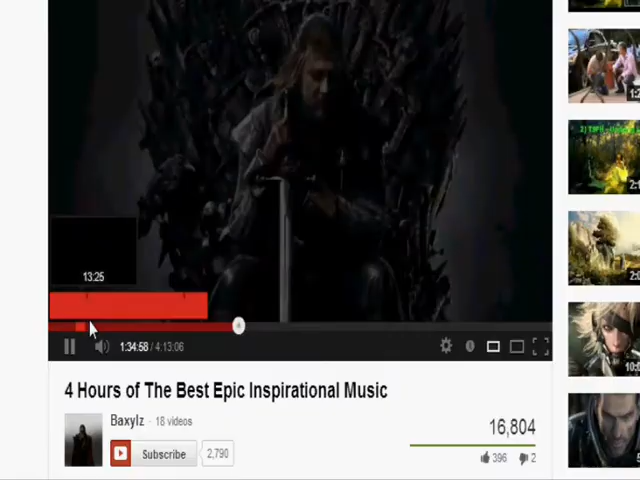 13:25
1:34:58 / 4:13:06
4 Hours of The Best Epic Inspirational Music
Baxylz · 18 videos
16,804
Subscribe 2,790
396 2